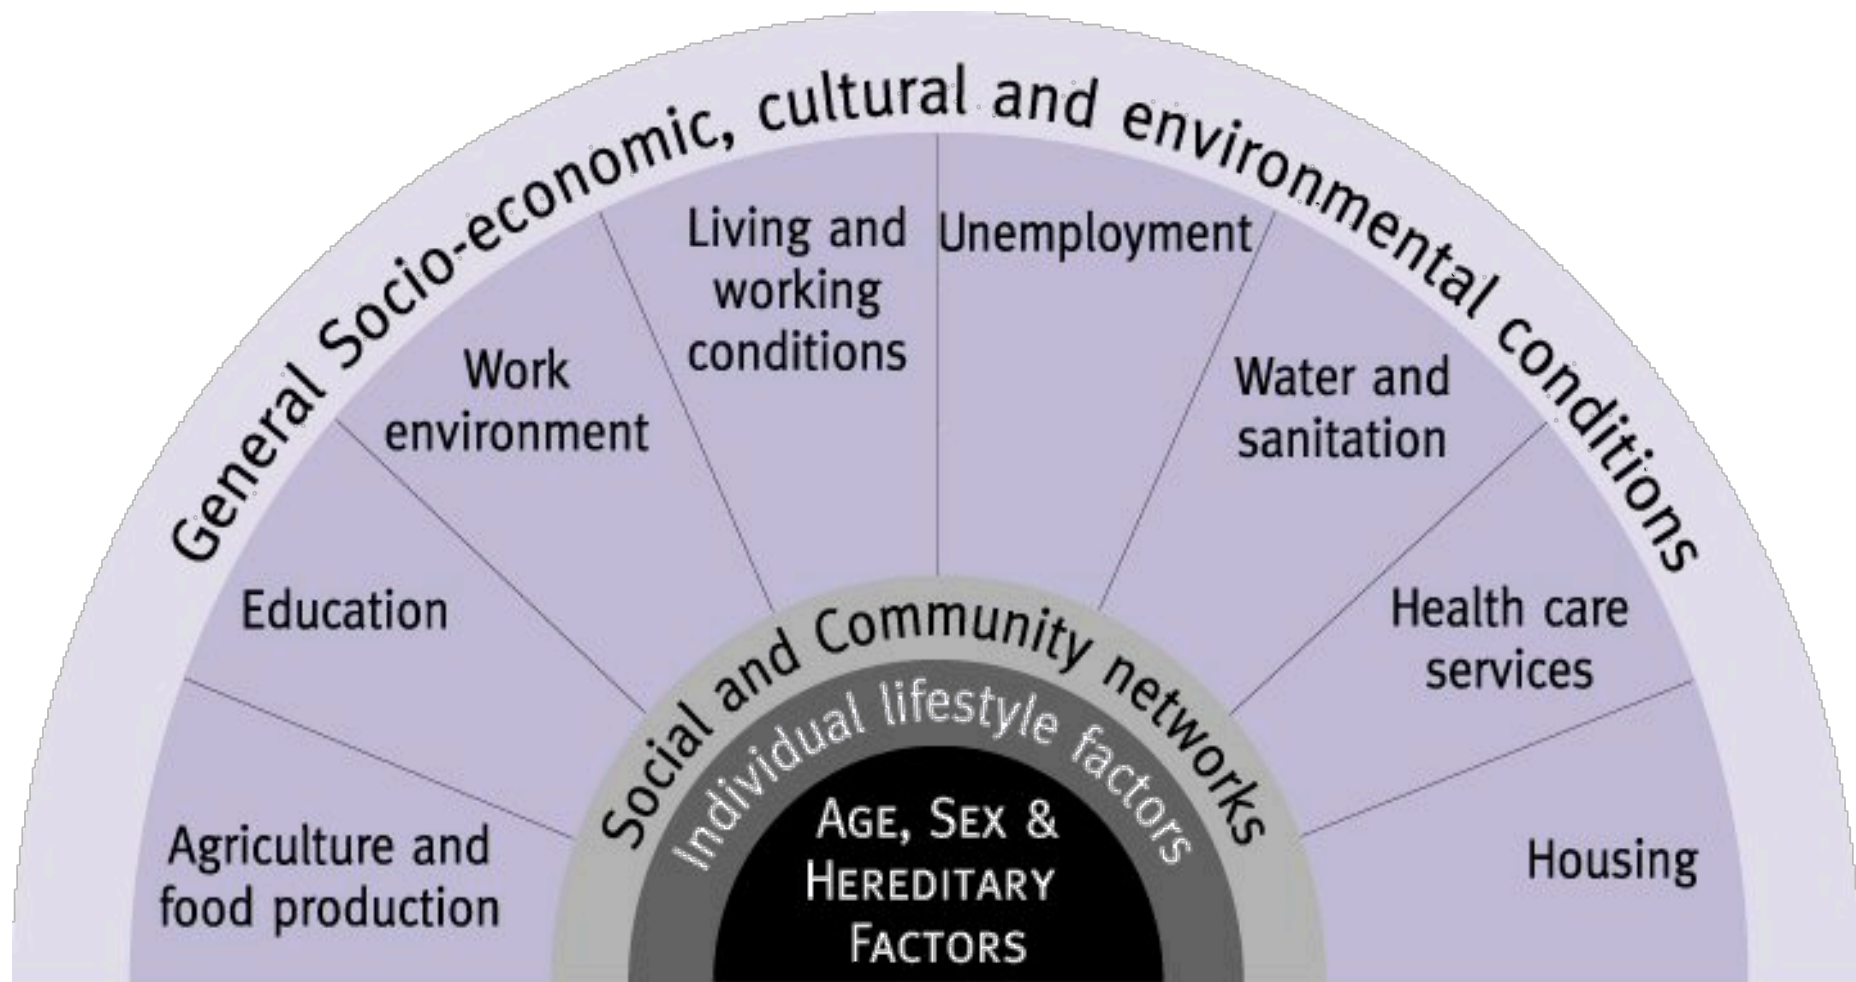 General Socio-economic, cultural and environmental conditions
Agriculture and
food production
Education
Work
environment
Living and
working
conditions
Unemployment
Water and
sanitation
Health care
services
Housing
Social and Community networks
Individual lifestyle factors
AGE, SEX &
HEREDITARY
FACTORS